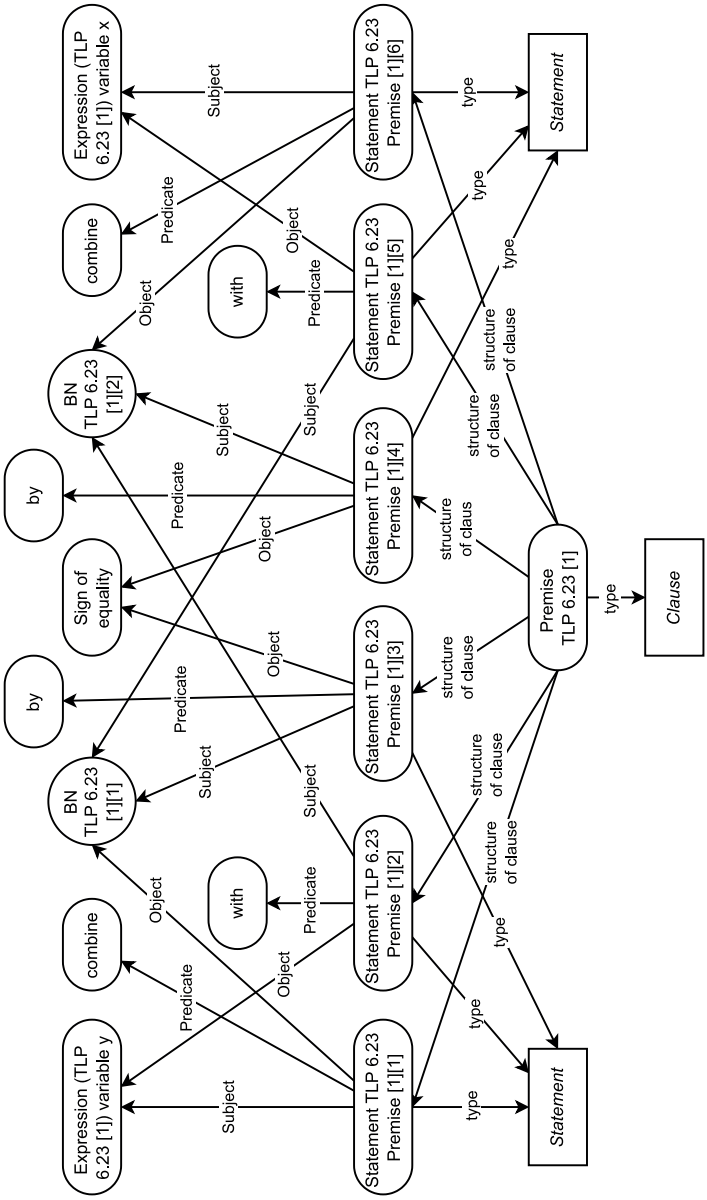 by
by
Expression (TLP
6.23 [1]) variable y
combine
BN
TLP 6.23
[1][1]
Sign of
equality
BN
TLP 6.23
[1][2]
combine
Expression (TLP
6.23 [1]) variable x
Subject
Predicate
Object
Subject
Predicate
Object
Object
Predicate
Subject
Object
Predicate
Subject
with
with
Object
Predicate
Subject
Subject
Predicate
Object
Statement TLP 6.23
Premise [1][1]
Statement TLP 6.23
Premise [1][2]
Statement TLP 6.23
Premise [1][3]
Statement TLP 6.23
Premise [1][4]
Statement TLP 6.23
Premise [1][5]
Statement TLP 6.23
Premise [1][6]
type
type
type
structure
of clause
structure
of clause
structure
of clause
structure
of claus
structure
of clause
structure
of clause
type
type
type
Statement
Premise
TLP 6.23 [1]
Statement
type
Clause